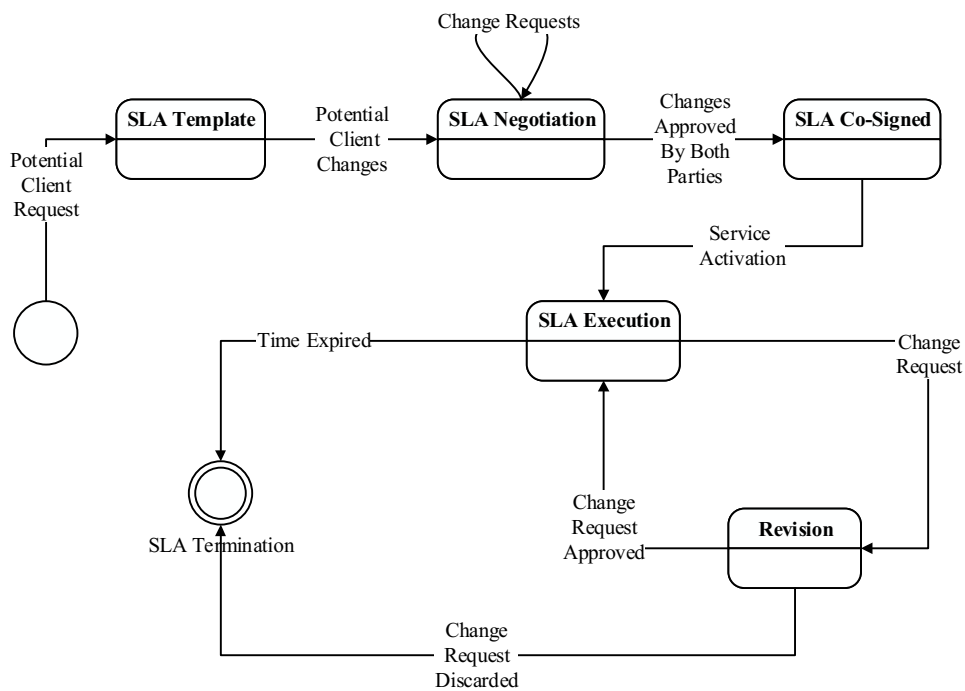 Change Requests
SLA Template
SLA Negotiation
SLA Co-Signed
Potential
Client
Request
Potential
Client
Changes
Changes
Approved
By Both
Parties
Service
Activation
SLA Execution
Time Expired
Change
Request
Change
Request
Approved
Revision
SLA Termination
Change
Request
Discarded